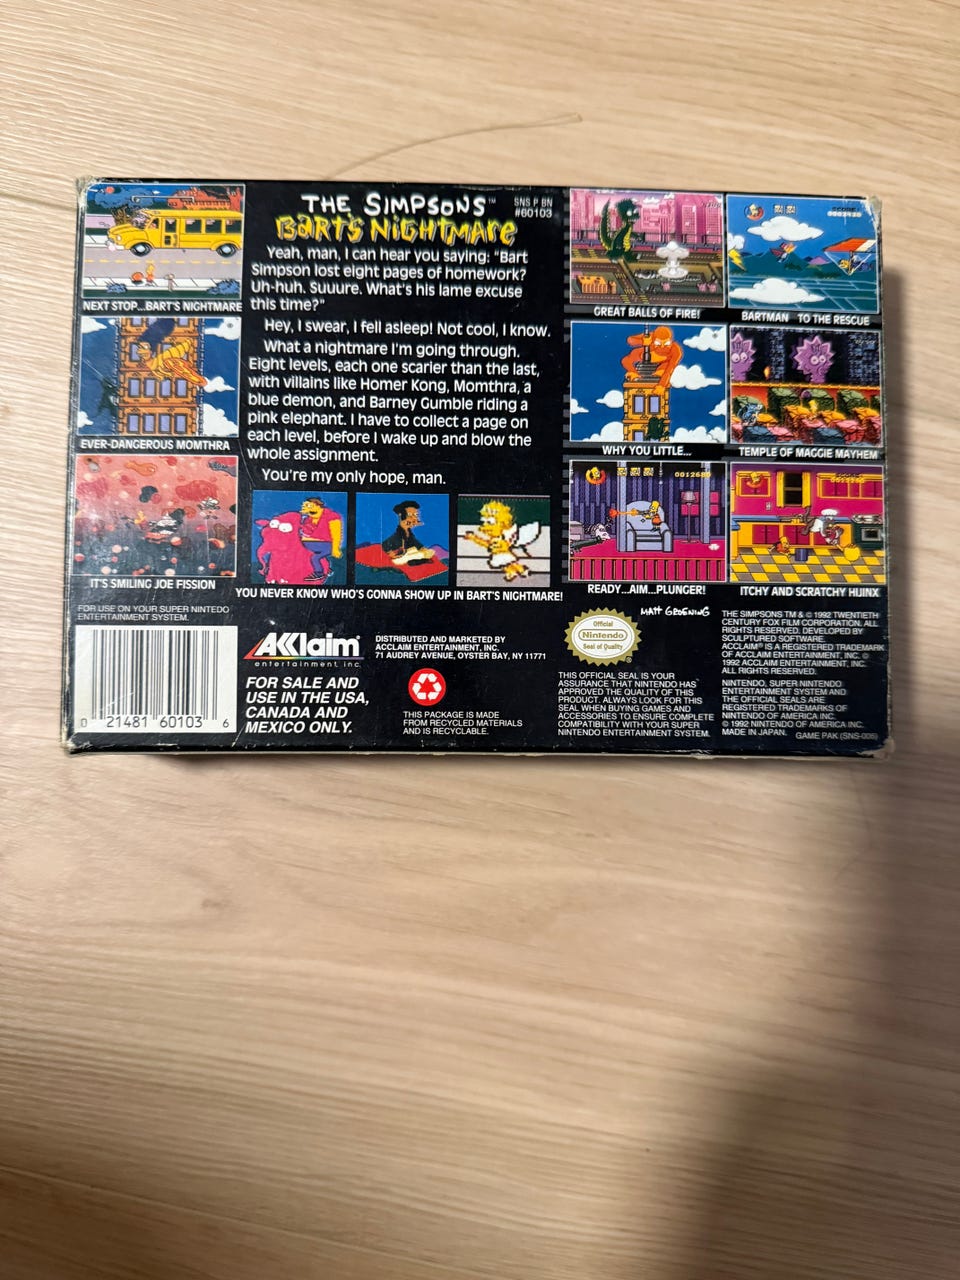 THE SIMPSONS™
SNS P BN
#60103
BART'S NIGHTMARE
Yeah, man, I can hear you saying: "Bart
Simpson lost eight pages of homework?
Uh-huh. Suuure. What's his lame excuse
this time?"
Hey, I swear, I fell asleep! Not cool, I know.
What a nightmare I'm going through.
Eight levels, each one scarier than the last,
with villains like Homer Kong, Momthra, a
blue demon, and Barney Gumble riding a
pink elephant. I have to collect a page on
each level, before I wake up and blow the
whole assignment.
You're my only hope, man.
NEXT STOP...BART'S NIGHTMARE
EVER-DANGEROUS MOMTHRA
IT'S SMILING JOE FISSION
YOU NEVER KNOW WHO'S GONNA SHOW UP IN BART'S NIGHTMARE!
GREAT BALLS OF FIRE!
BARTMAN TO THE RESCUE
WHY YOU LITTLE...
TEMPLE OF MAGGIE MAYHEM
READY...AIM...PLUNGER!
ITCHY AND SCRATCHY HIJINX
FOR USE ON YOUR SUPER NINTEDO
ENTERTAINMENT SYSTEM.
0 21481 60103 6
AKklaim®
entertainment, inc.
FOR SALE AND
USE IN THE USA,
CANADA AND
MEXICO ONLY.
DISTRIBUTED AND MARKETED BY
ACCLAIM ENTERTAINMENT, INC.
71 AUDREY AVENUE, OYSTER BAY, NY 11771
THIS PACKAGE IS MADE
FROM RECYCLED MATERIALS
AND IS RECYCLABLE.
Official
Nintendo
Seal of Quality
MATT GROENING
THIS OFFICIAL SEAL IS YOUR
ASSURANCE THAT NINTENDO HAS
APPROVED THE QUALITY OF THIS
PRODUCT. ALWAYS LOOK FOR THIS
SEAL WHEN BUYING GAMES AND
ACCESSORIES TO ENSURE COMPLETE
COMPATIBILITY WITH YOUR SUPER
NINTENDO ENTERTAINMENT SYSTEM.
THE SIMPSONS TM & © 1992 TWENTIETH
CENTURY FOX FILM CORPORATION. ALL
RIGHTS RESERVED. DEVELOPED BY
SCULPTURED SOFTWARE.
ACCLAIM® IS A REGISTERED TRADEMARK
OF ACCLAIM ENTERTAINMENT, INC. ©
1992 ACCLAIM ENTERTAINMENT, INC.
ALL RIGHTS RESERVED.
NINTENDO, SUPER NINTENDO
ENTERTAINMENT SYSTEM AND
THE OFFICIAL SEALS ARE
REGISTERED TRADEMARKS OF
NINTENDO OF AMERICA INC.
© 1992 NINTENDO OF AMERICA INC.
MADE IN JAPAN. GAME PAK (SNS-006)